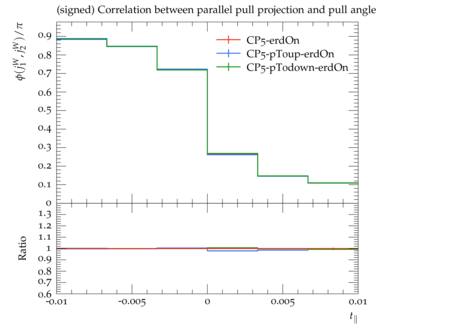 (signed) Correlation between parallel pull projection and pull angle
ϕ(j₁ᵂ, j₂ᵂ)/π
CP5-erdOn
CP5-pToup-erdOn
CP5-pTodown-erdOn
0.9
0.8
0.7
0.6
0.5
0.4
0.3
0.2
0.1
0
Ratio
1.3
1.2
1.1
1
0.9
0.8
0.7
0.6
-0.01 -0.005 0 0.005 0.01
t∥